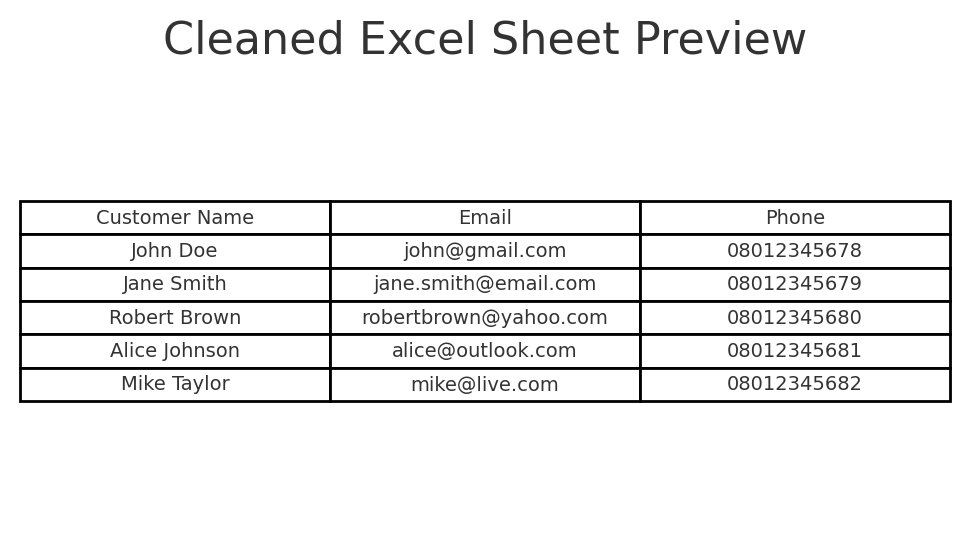 Cleaned Excel Sheet Preview
Customer Name Email Phone
John Doe john@gmail.com 08012345678
Jane Smith jane.smith@email.com 08012345679
Robert Brown robertbrown@yahoo.com 08012345680
Alice Johnson alice@outlook.com 08012345681
Mike Taylor mike@live.com 08012345682